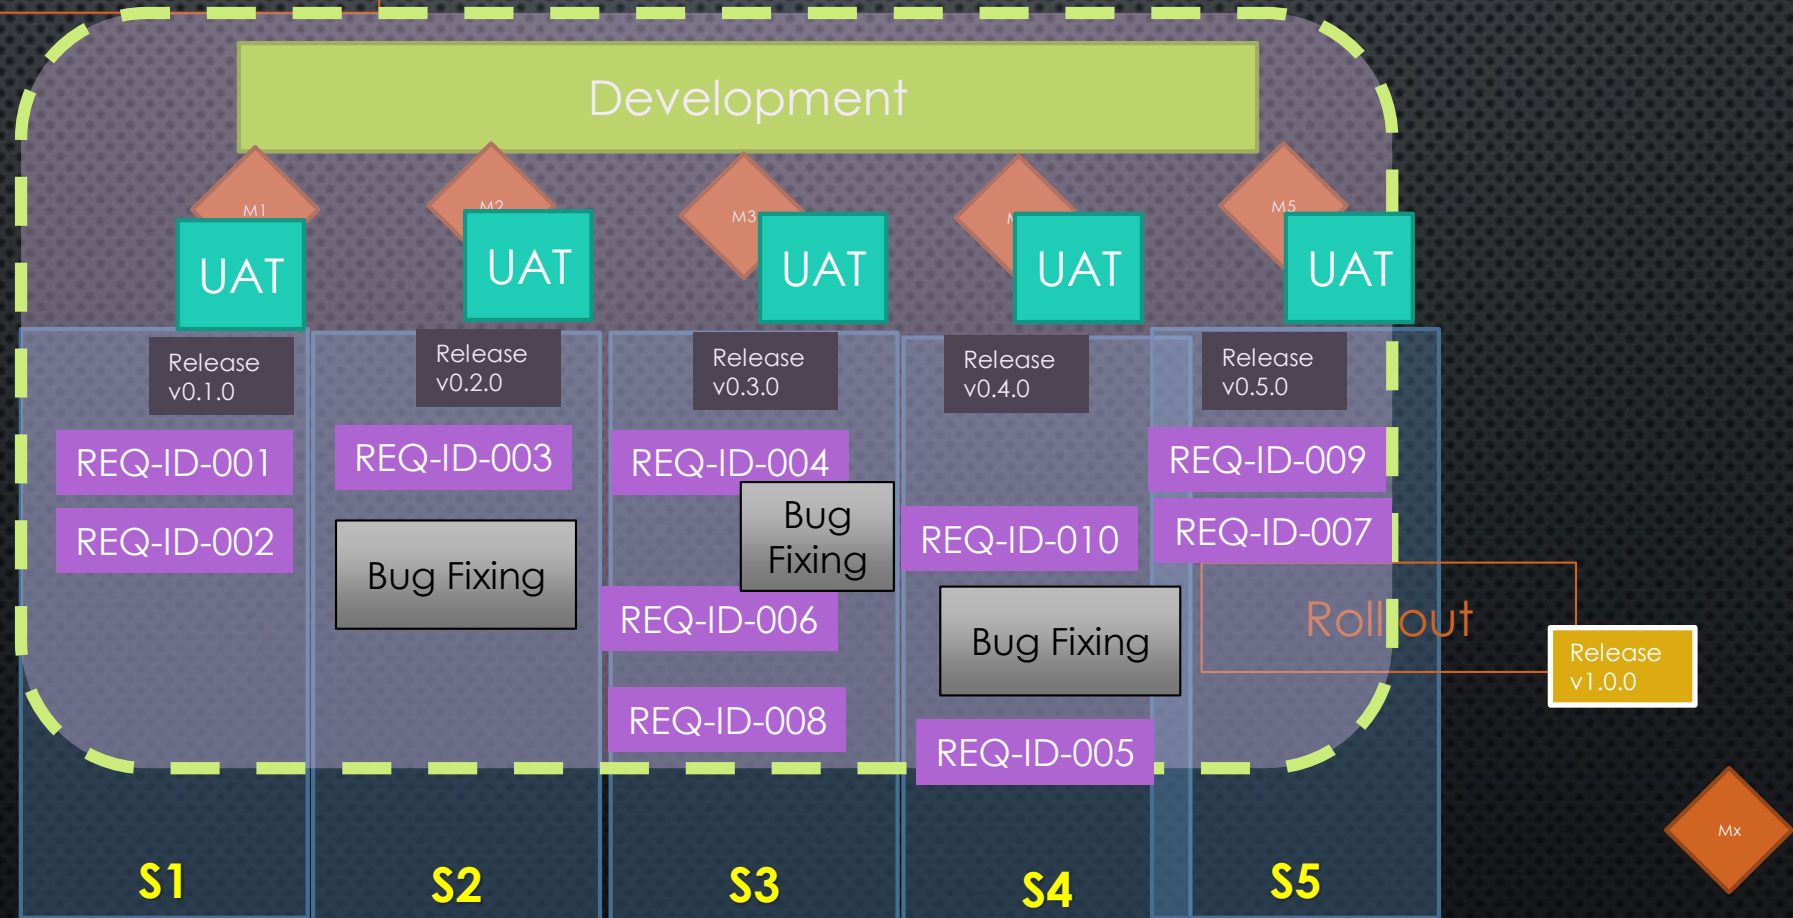 Development
M1
M2
M3
M5
UAT
UAT
UAT
UAT
UAT
Release
v0.1.0
Release
v0.2.0
Release
v0.3.0
Release
v0.4.0
Release
v0.5.0
REQ-ID-001
REQ-ID-002
REQ-ID-003
Bug Fixing
REQ-ID-004
Bug
Fixing
REQ-ID-006
REQ-ID-008
REQ-ID-010
Bug Fixing
REQ-ID-005
REQ-ID-009
REQ-ID-007
Roll out
Release
v1.0.0
Mx
S1
S2
S3
S4
S5